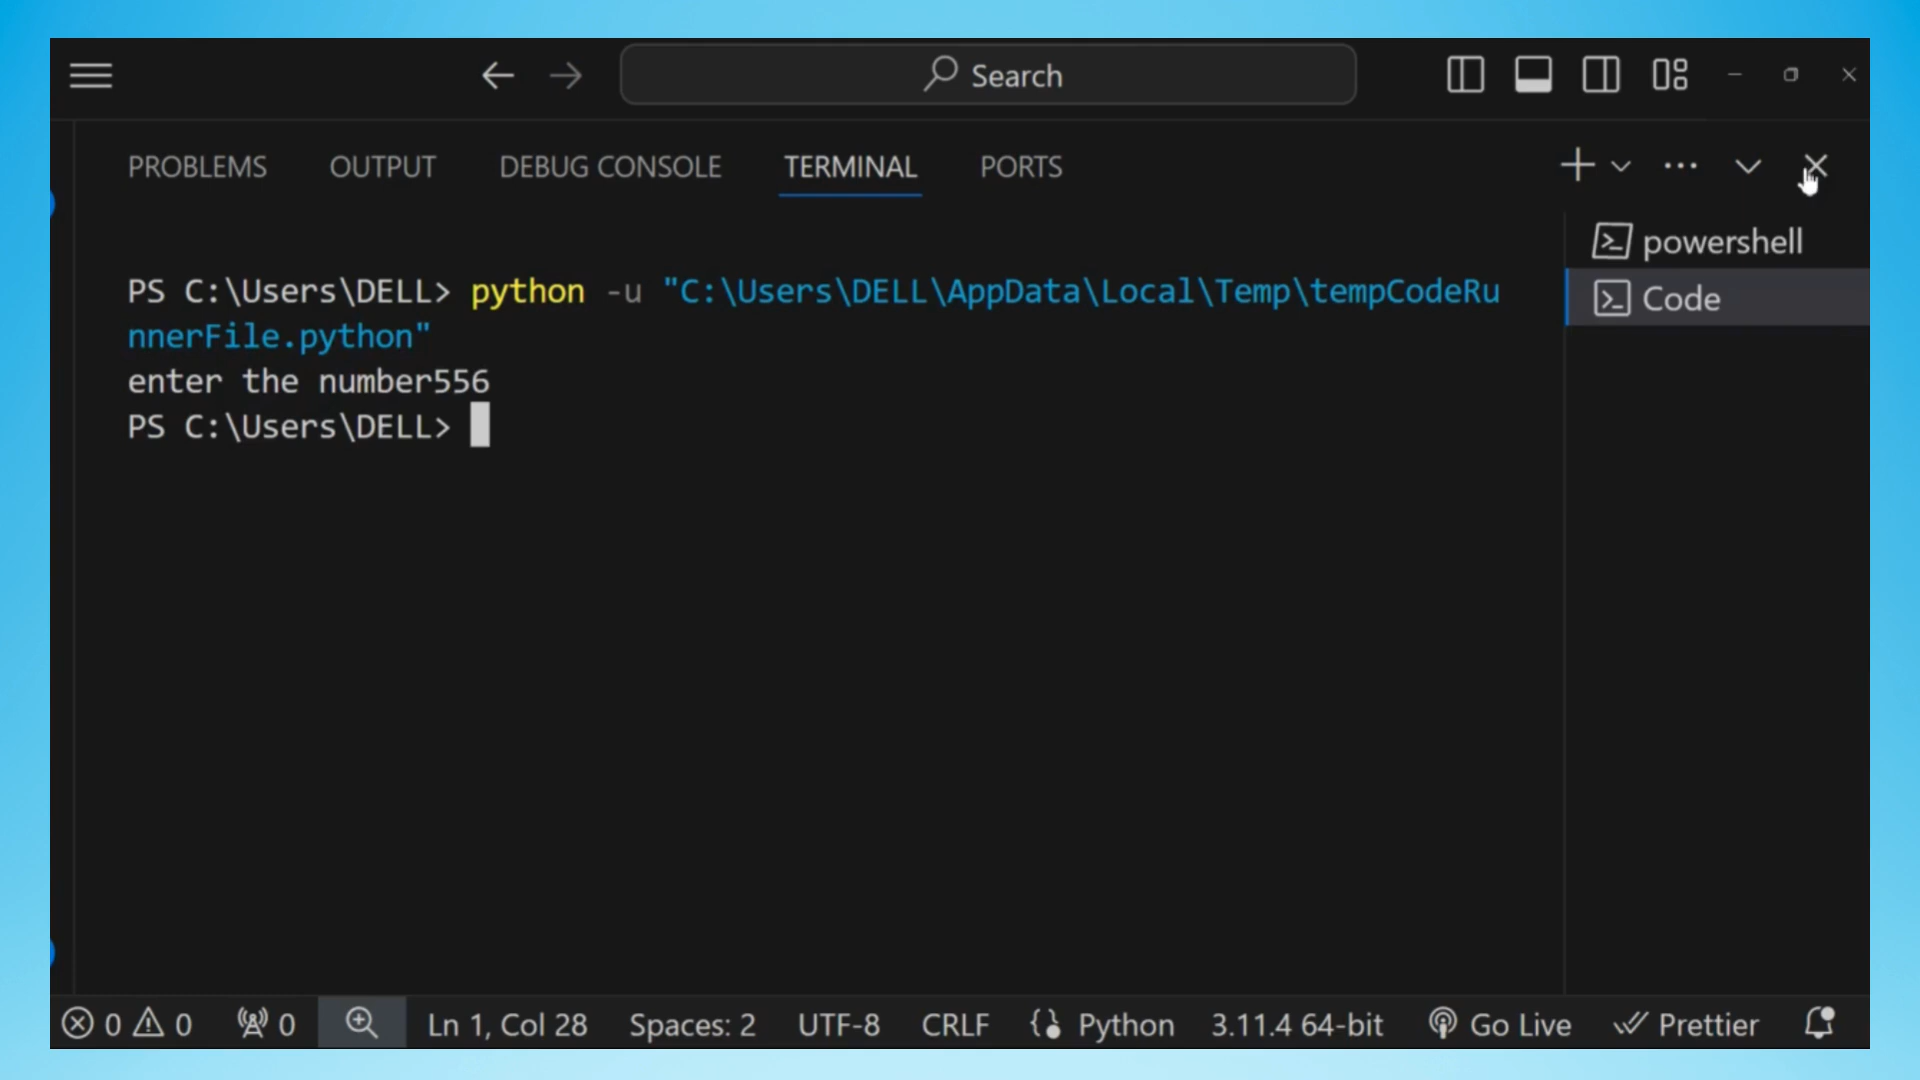 Search
PROBLEMS OUTPUT DEBUG CONSOLE TERMINAL PORTS
powershell
Code
PS C:\Users\DELL> python -u "C:\Users\DELL\AppData\Local\Temp\tempCodeRu
nnerFile.python"
enter the number556
PS C:\Users\DELL>
0 0 0 Ln 1, Col 28 Spaces: 2 UTF-8 CRLF Python 3.11.4 64-bit Go Live Prettier